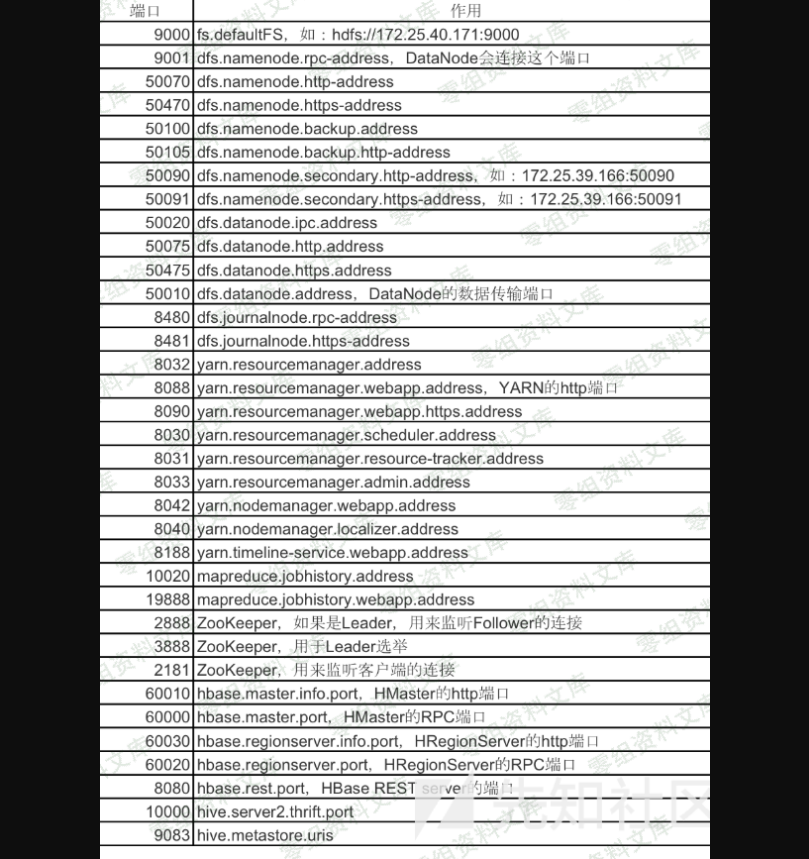 端口 作用
9000 fs.defaultFS，如：hdfs://172.25.40.171:9000
9001 dfs.namenode.rpc-address，DataNode会连接这个端口
50070 dfs.namenode.http-address
50470 dfs.namenode.https-address
50100 dfs.namenode.backup.address
50105 dfs.namenode.backup.http-address
50090 dfs.namenode.secondary.http-address，如：172.25.39.166:50090
50091 dfs.namenode.secondary.https-address，如：172.25.39.166:50091
50020 dfs.datanode.ipc.address
50075 dfs.datanode.http.address
50475 dfs.datanode.https.address
50010 dfs.datanode.address，DataNode的数据传输端口
8480 dfs.journalnode.rpc-address
8481 dfs.journalnode.https-address
8032 yarn.resourcemanager.address
8088 yarn.resourcemanager.webapp.address，YARN的http端口
8090 yarn.resourcemanager.webapp.https.address
8030 yarn.resourcemanager.scheduler.address
8031 yarn.resourcemanager.resource-tracker.address
8033 yarn.resourcemanager.admin.address
8042 yarn.nodemanager.webapp.address
8040 yarn.nodemanager.localizer.address
8188 yarn.timeline-service.webapp.address
10020 mapreduce.jobhistory.address
19888 mapreduce.jobhistory.webapp.address
2888 ZooKeeper，如果是Leader，用来监听Follower的连接
3888 ZooKeeper，用于Leader选举
2181 ZooKeeper，用来监听客户端的连接
60010 hbase.master.info.port，HMaster的http端口
60000 hbase.master.port，HMaster的RPC端口
60030 hbase.regionserver.info.port，HRegionServer的http端口
60020 hbase.regionserver.port，HRegionServer的RPC端口
8080 hbase.rest.port，HBase REST server的端口
10000 hive.server2.thrift.port
9083 hive.metastore.uris
零组资料文库
先知社区